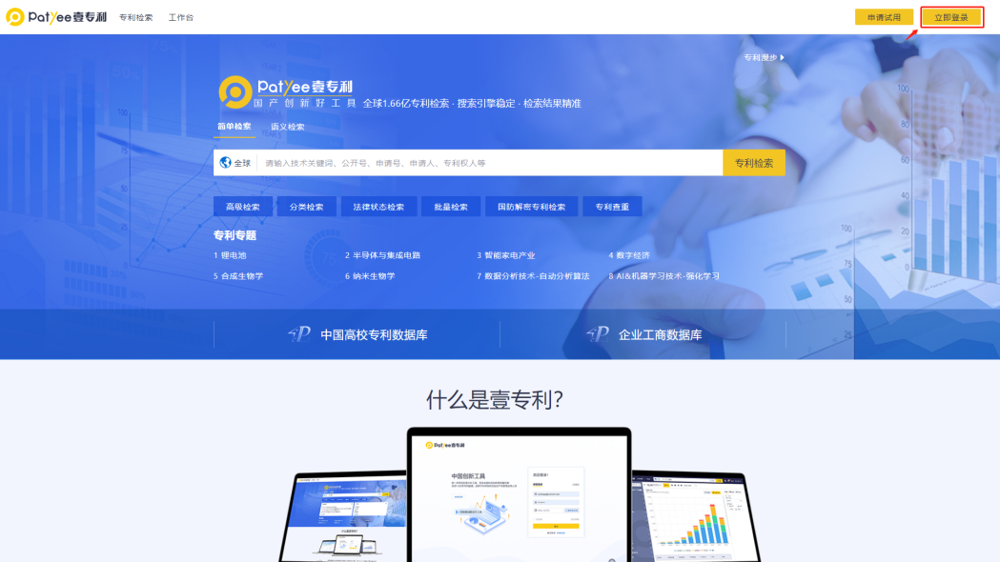 Patyee壹专利 专利检索 工作台 申请试用 立即登录
专利漫步
Patyee壹专利
国产创新好工具 全球1.66亿专利检索 · 搜索引擎稳定 · 检索结果精准
简单检索 语义检索
全球 请输入技术关键词、公开号、申请号、申请人、专利权人等 专利检索
高级检索 分类检索 法律状态检索 批量检索 国防解密专利检索 专利查重
专利专题
1 锂电池 2 半导体与集成电路 3 智能家电产业 4 数字经济
5 合成生物学 6 纳米生物学 7 数据分析技术-自动分析算法 8 AI&机器学习技术-强化学习
中国高校专利数据库 企业工商数据库
什么是壹专利?
Patyee壹专利
中国创新工具